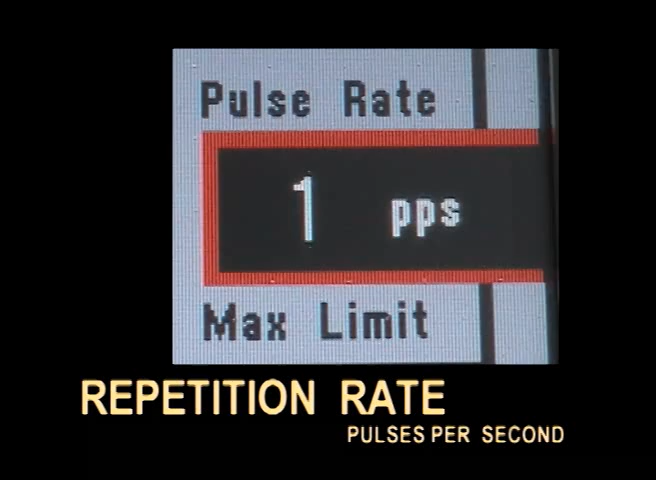 Pulse Rate
1 pps
Max Limit
REPETITION RATE
PULSES PER SECOND